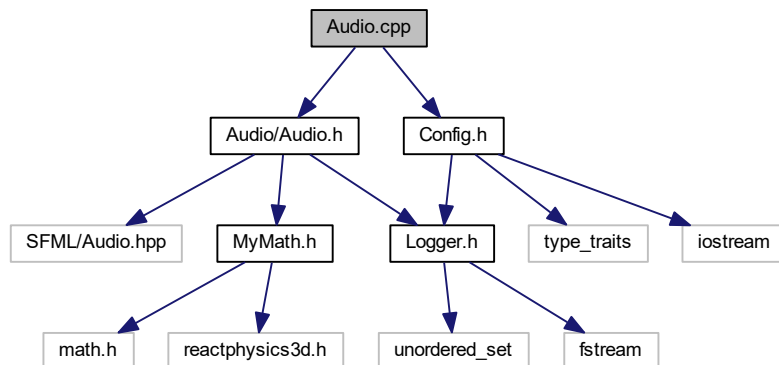 Audio.cpp
Audio/Audio.h
Config.h
SFML/Audio.hpp
MyMath.h
Logger.h
type_traits
iostream
math.h
reactphysics3d.h
unordered_set
fstream